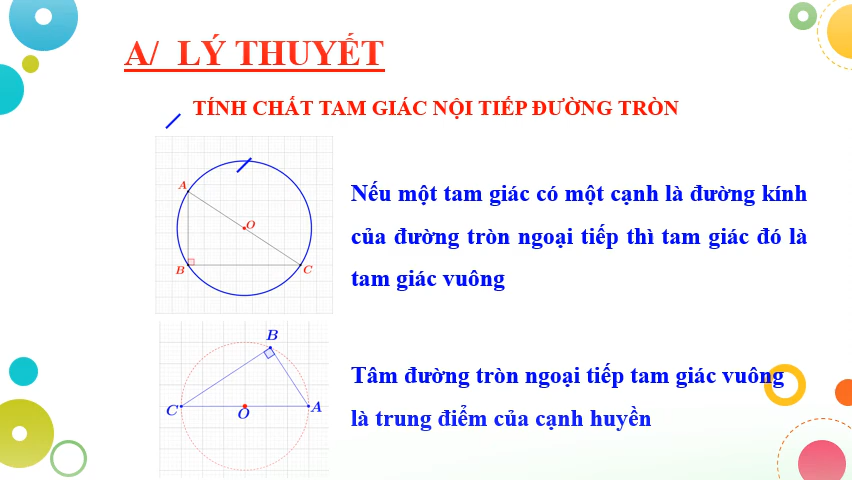 A/ LÝ THUYẾT
TÍNH CHẤT TAM GIÁC NỘI TIẾP ĐƯỜNG TRÒN
A
O
B
C
Nếu một tam giác có một cạnh là đường kính
của đường tròn ngoại tiếp thì tam giác đó là
tam giác vuông
B
C
O
A
Tâm đường tròn ngoại tiếp tam giác vuông
là trung điểm của cạnh huyền